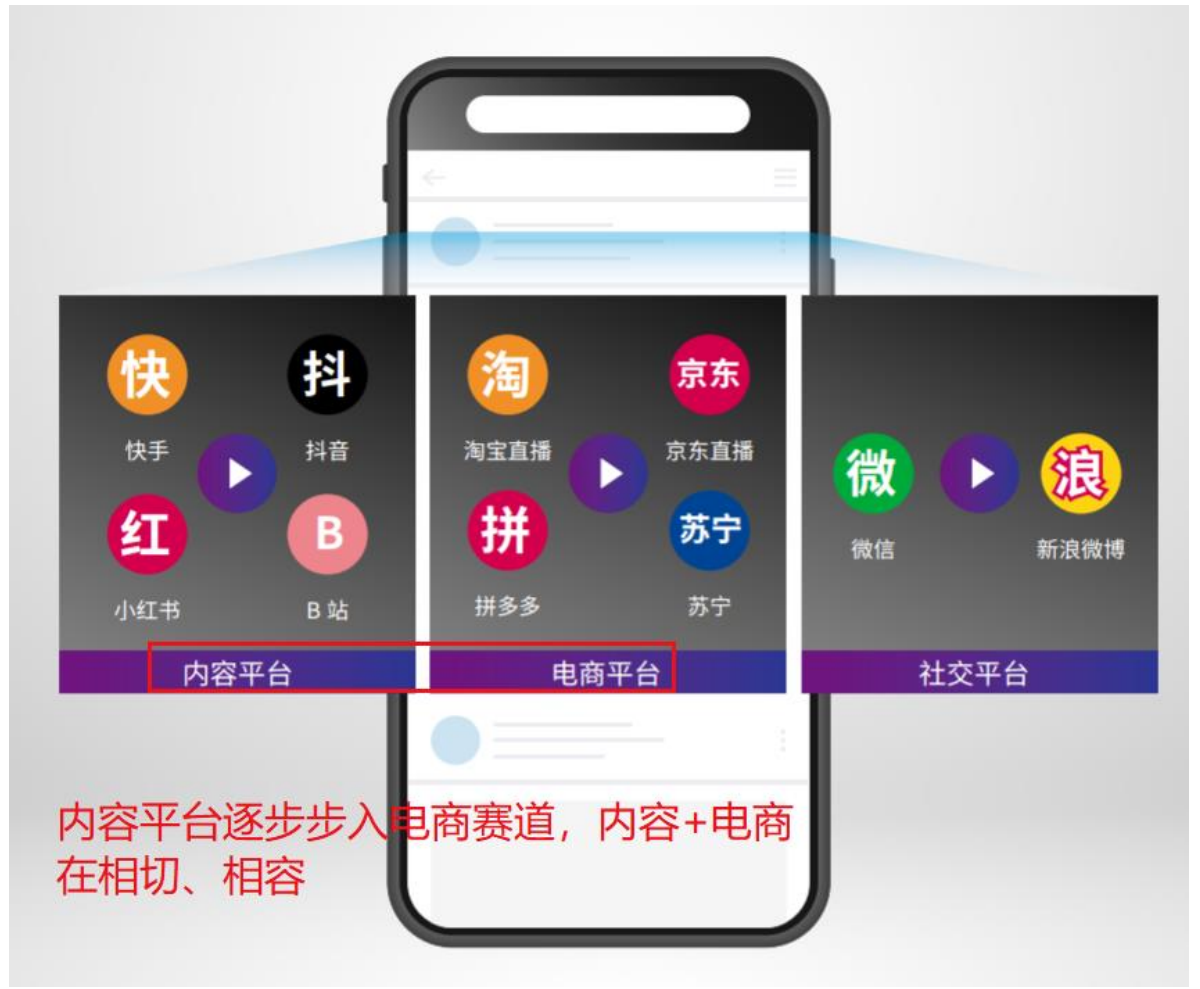 快 抖 淘 京东
快手 抖音 淘宝直播 京东直播
微 浪
红 B 拼 苏宁
微信 新浪微博
小红书 B 站 拼多多 苏宁
内容平台 电商平台 社交平台
内容平台逐步步入电商赛道，内容+电商
在相切、相容